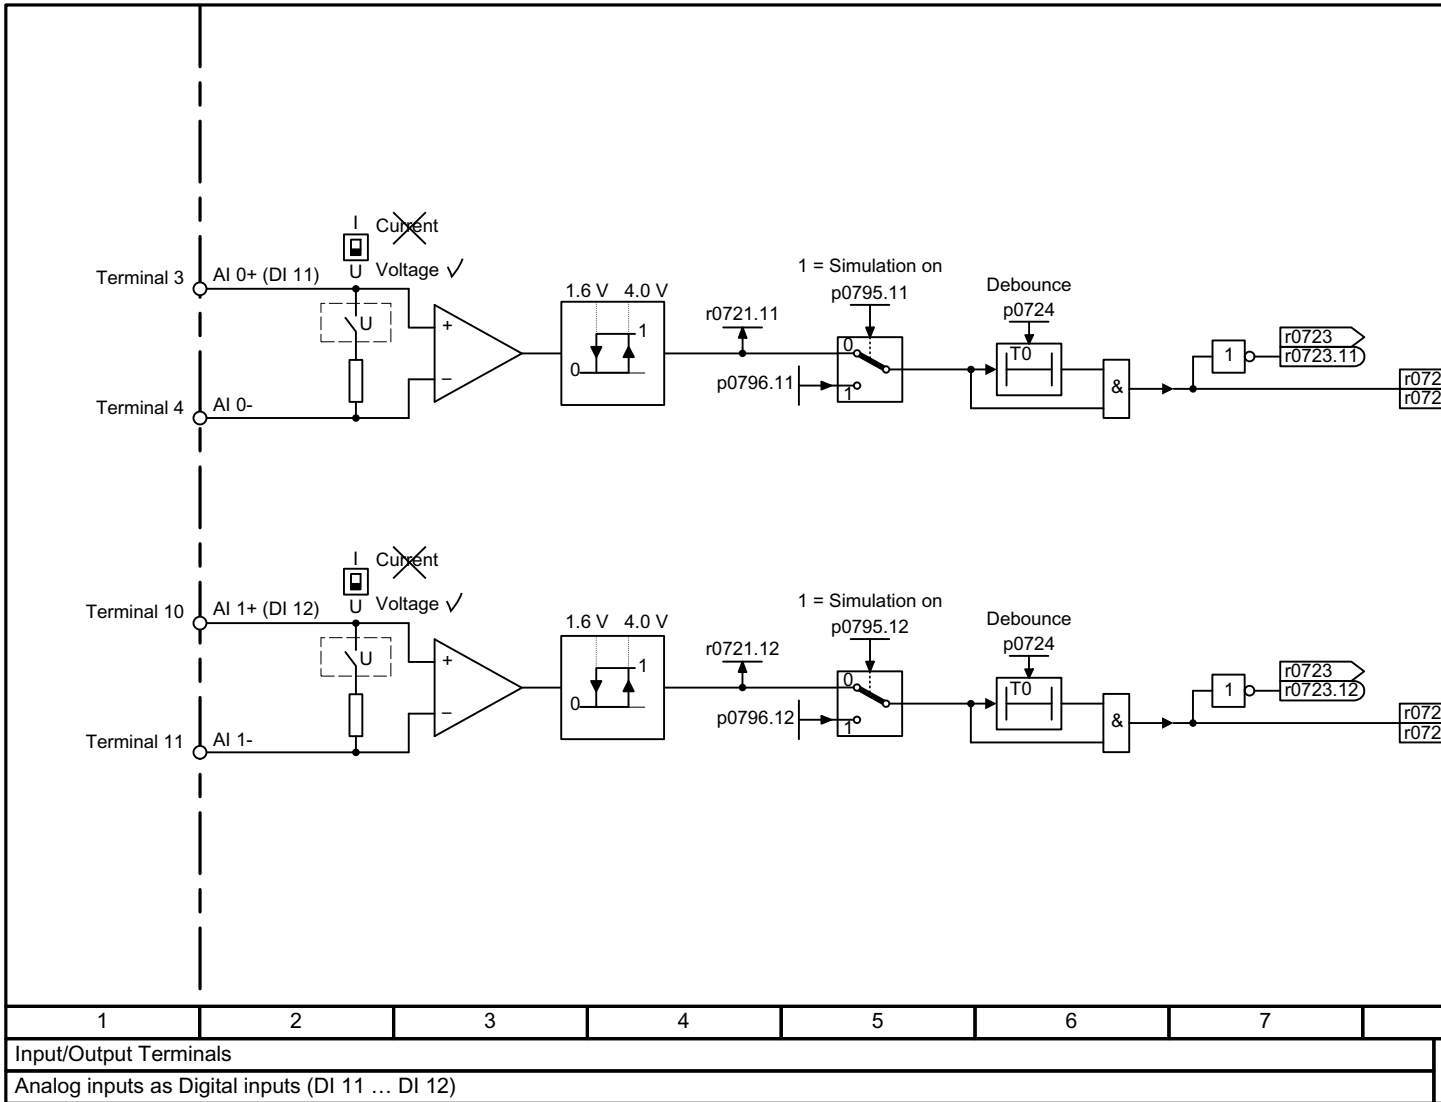 I Current
Terminal 3 AI 0+ (DI 11) U Voltage
1.6 V 4.0 V
r0721.11
1 = Simulation on
p0795.11
Debounce
p0724
U
+
−
0
1
p0796.11
0
1
T0
&
1
r0723
r0723.11
r072
r072
Terminal 4 AI 0-
I Current
Terminal 10 AI 1+ (DI 12) U Voltage
1.6 V 4.0 V
r0721.12
1 = Simulation on
p0795.12
Debounce
p0724
U
+
−
0
1
p0796.12
0
1
T0
&
1
r0723
r0723.12
r072
r072
Terminal 11 AI 1-
1 2 3 4 5 6 7
Input/Output Terminals
Analog inputs as Digital inputs (DI 11 … DI 12)